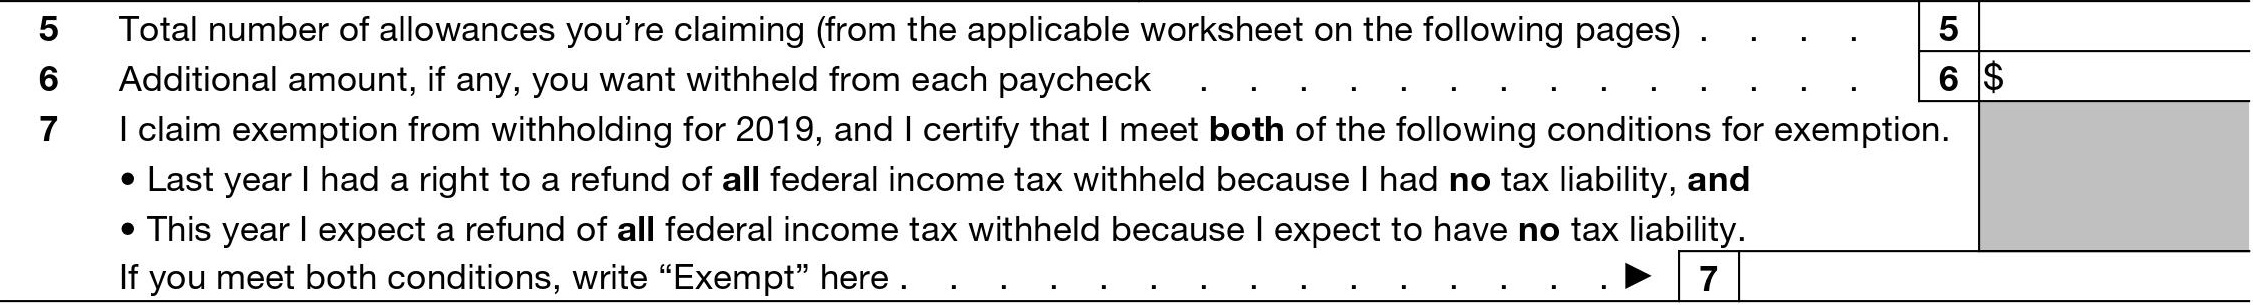 5 Total number of allowances you’re claiming (from the applicable worksheet on the following pages) . . . . 5
6 Additional amount, if any, you want withheld from each paycheck . . . . . . . . . . . . . . 6 $
7 I claim exemption from withholding for 2019, and I certify that I meet both of the following conditions for exemption.
• Last year I had a right to a refund of all federal income tax withheld because I had no tax liability, and
• This year I expect a refund of all federal income tax withheld because I expect to have no tax liability.
If you meet both conditions, write “Exempt” here . . . . . . . . . . . . . . . ▶ 7